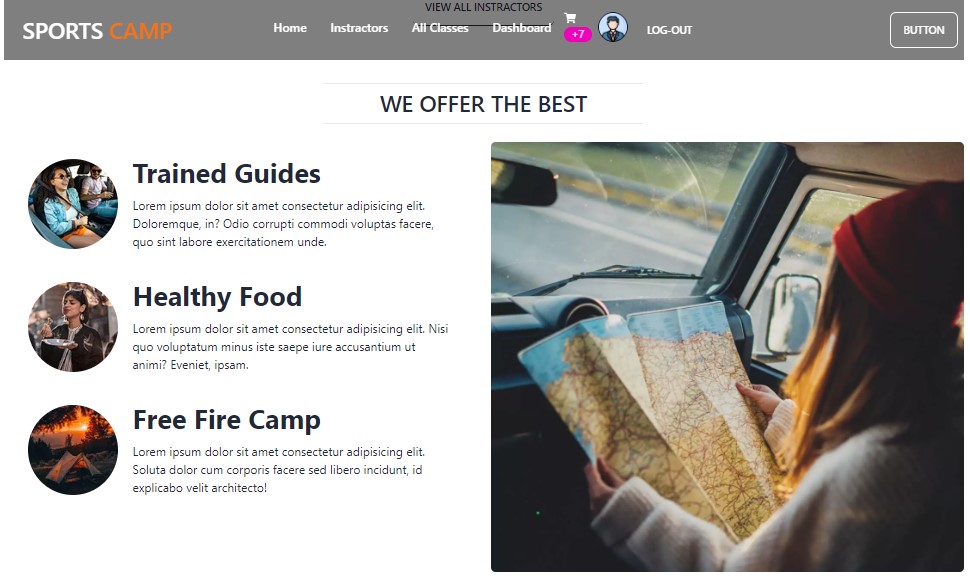 VIEW ALL INSTRACTORS
SPORTS CAMP
Home Instractors All Classes Dashboard +7 LOG-OUT BUTTON
WE OFFER THE BEST
Trained Guides
Lorem ipsum dolor sit amet consectetur adipisicing elit.
Doloremque, in? Odio corrupti commodi voluptas facere,
quo sint labore exercitationem unde.
Healthy Food
Lorem ipsum dolor sit amet consectetur adipisicing elit. Nisi
quo voluptatum minus iste saepe iure accusantium ut
animi? Eveniet, ipsam.
Free Fire Camp
Lorem ipsum dolor sit amet consectetur adipisicing elit.
Soluta dolor cum corporis facere sed libero incidunt, id
explicabo velit architecto!